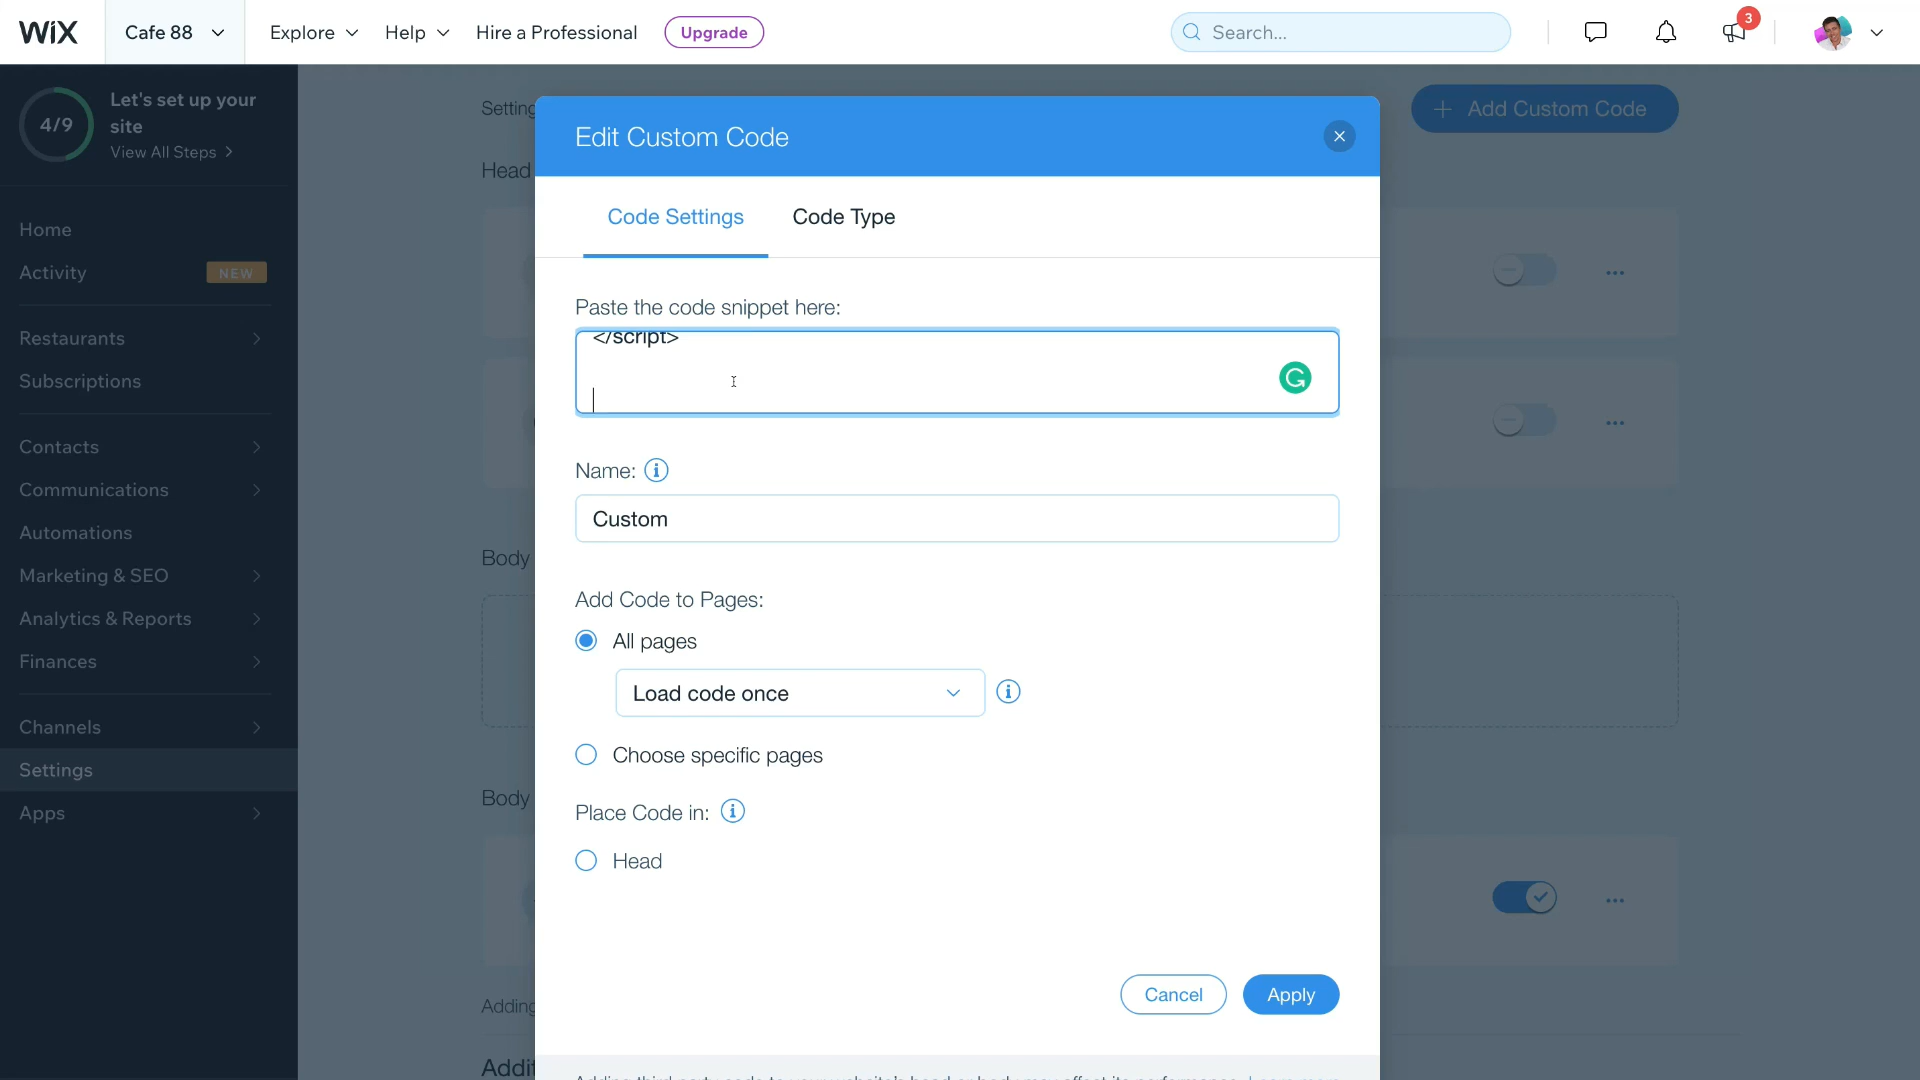 WiX
Cafe 88
Explore
Help
Hire a Professional
Upgrade
Search...
3
4/9
Let's set up your
site
View All Steps
Home
Activity
NEW
Restaurants
Subscriptions
Contacts
Communications
Automations
Marketing & SEO
Analytics & Reports
Finances
Channels
Settings
Apps
Setting
Add Custom Code
Head
Body
Body
Adding
Edit Custom Code
Code Settings
Code Type
Paste the code snippet here:
</script>
Name:
Custom
Add Code to Pages:
All pages
Load code once
Choose specific pages
Place Code in:
Head
Cancel
Apply